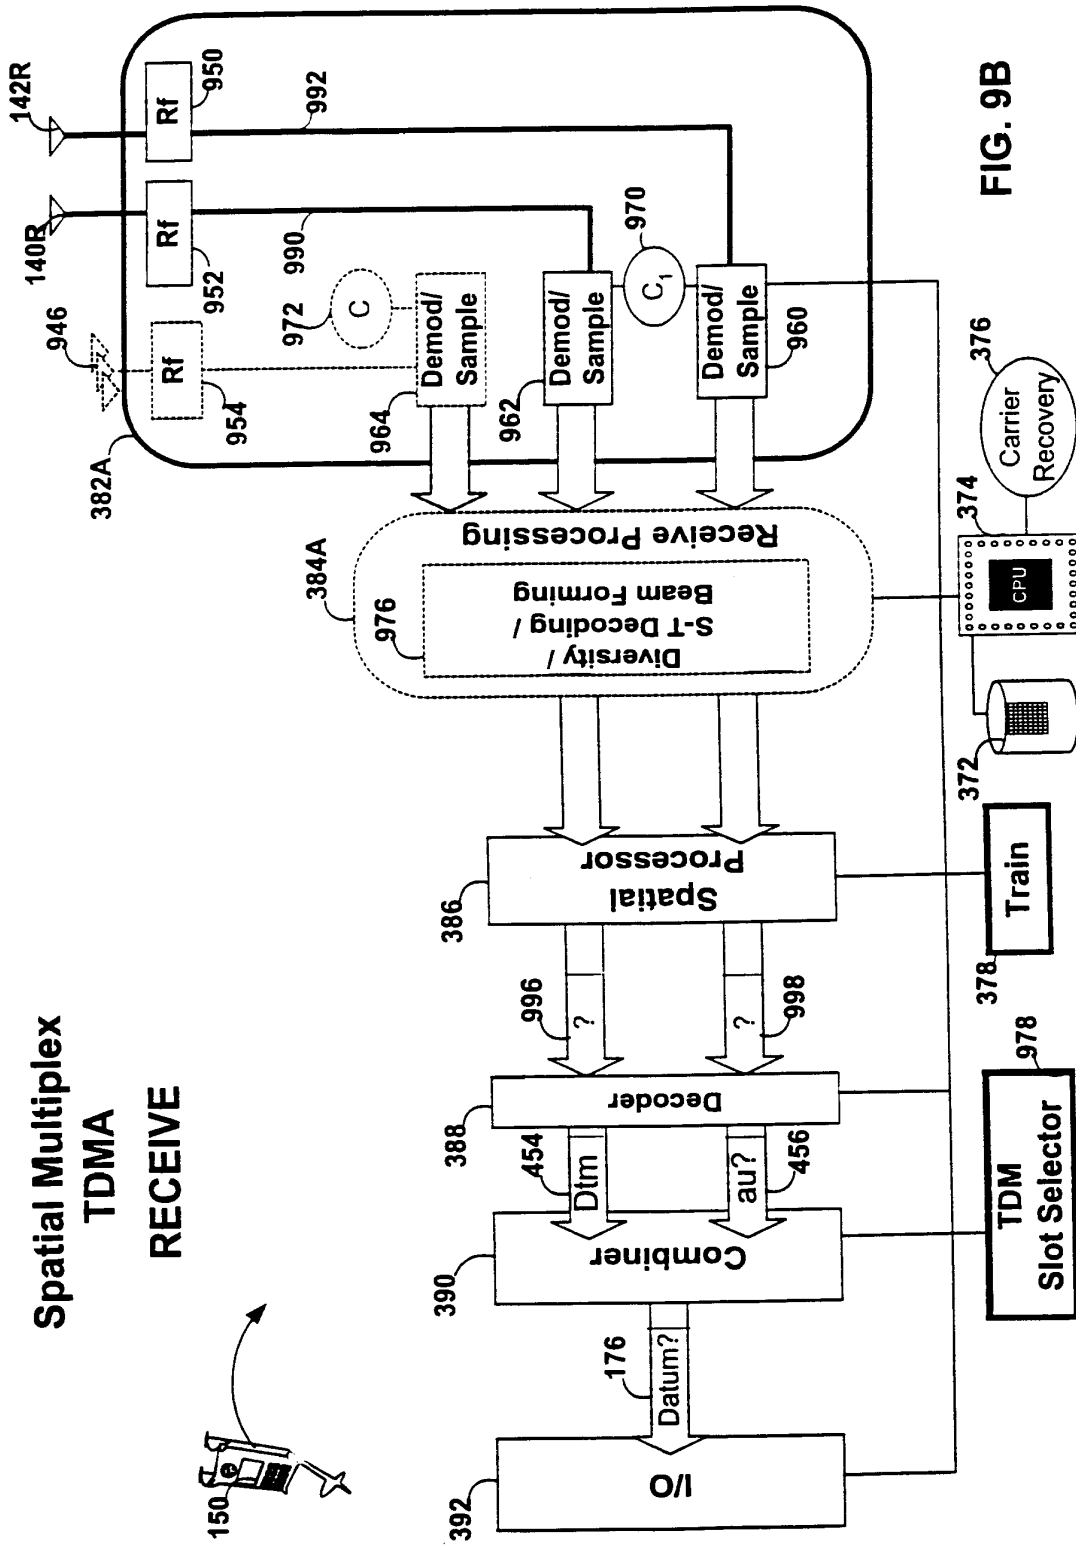 Spatial Multiplex
TDMA
RECEIVE
150
382A
946
140R
142R
Rf
954
Rf
952
Rf
950
992
990
972
C
964
Demod/
Sample
962
Demod/
Sample
970
C1
Demod/
Sample
960
384A
Receive Processing
976
Diversity /
S-T Decoding /
Beam Forming
386
Spatial
Processor
996
?
?
998
388
Decoder
454
Dtm
au?
456
390
Combiner
176
Datum?
392
I/O
TDM
Slot Selector
978
378
Train
372
374
CPU
376
Carrier
Recovery
FIG. 9B